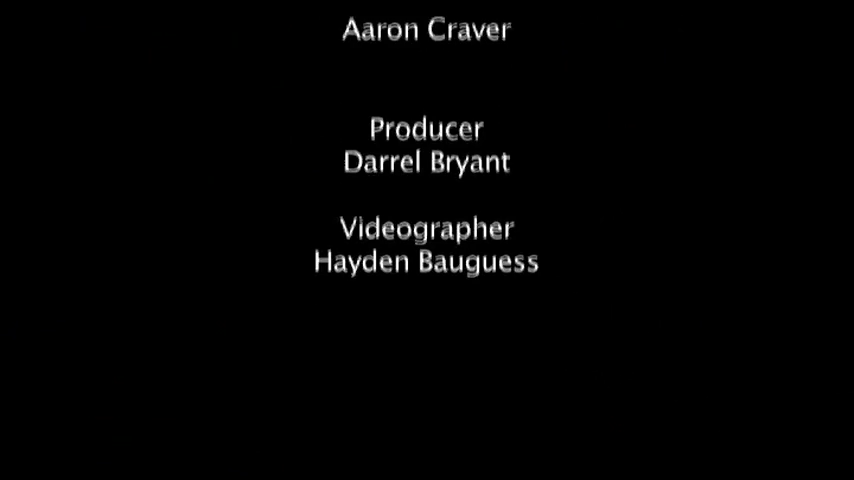 Aaron Craver
Producer
Darrel Bryant
Videographer
Hayden Bauguess